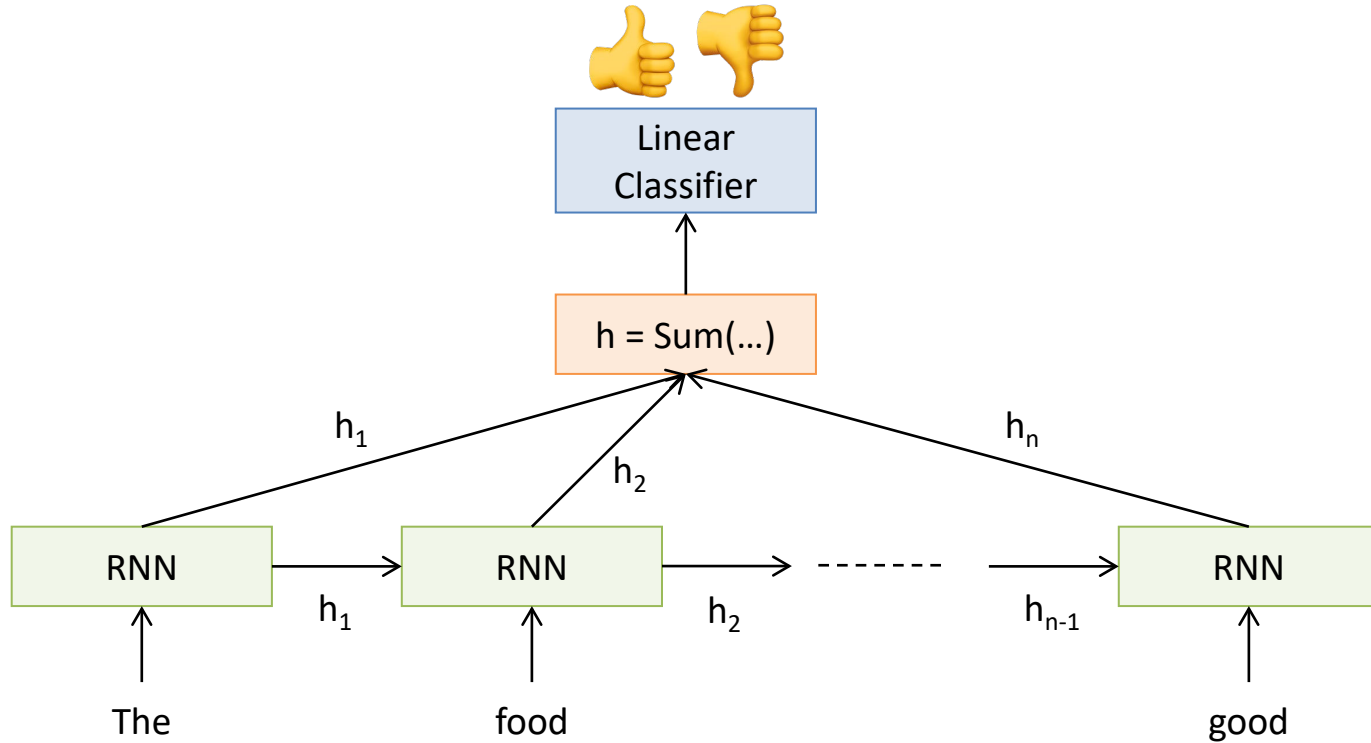 Linear
Classifier
h = Sum(…)
h₁
h₂
hₙ
RNN
RNN
RNN
h₁
h₂
hₙ₋₁
The
food
good